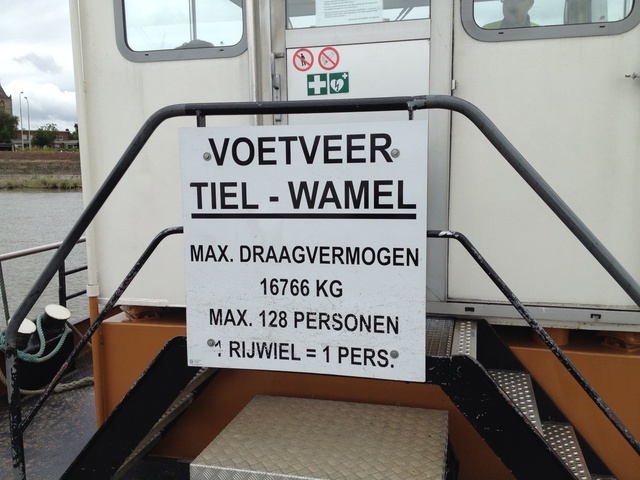 VOETVEER
TIEL - WAMEL
MAX. DRAAGVERMOGEN
16766 KG
MAX. 128 PERSONEN
1 RIJWIEL = 1 PERS.